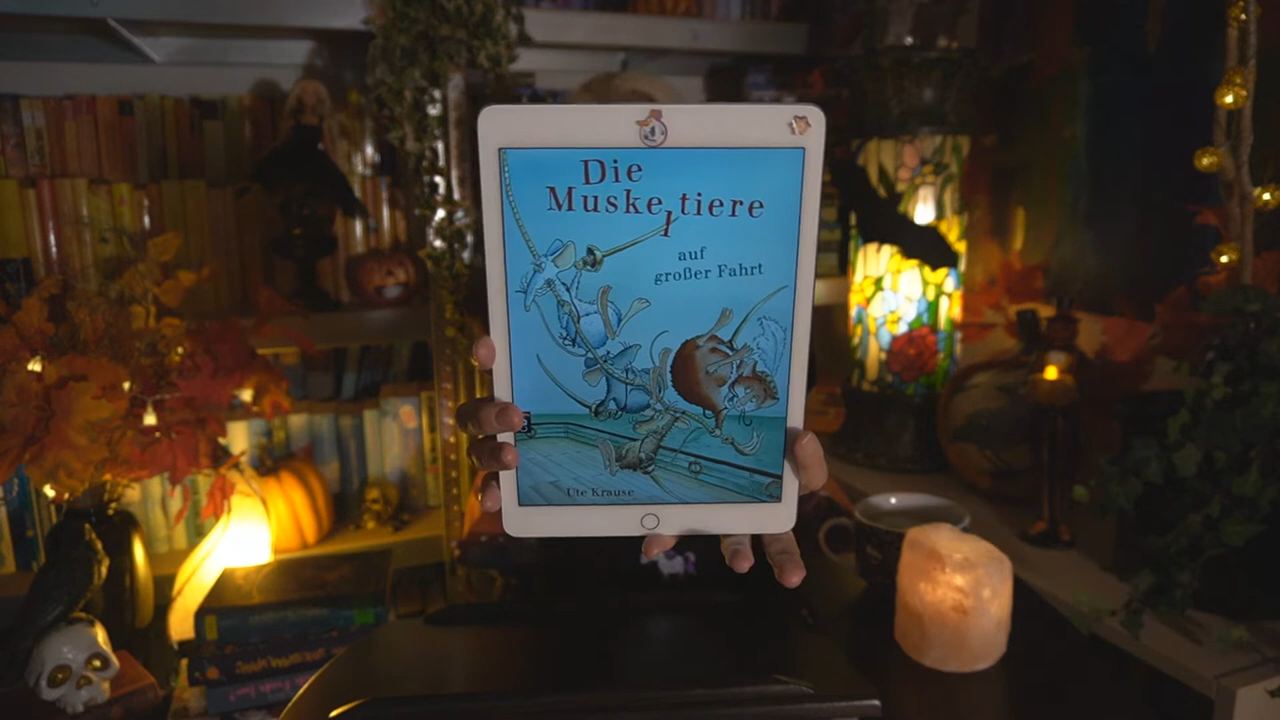 Die
Muskeltiere
auf
großer Fahrt
Ute Krause